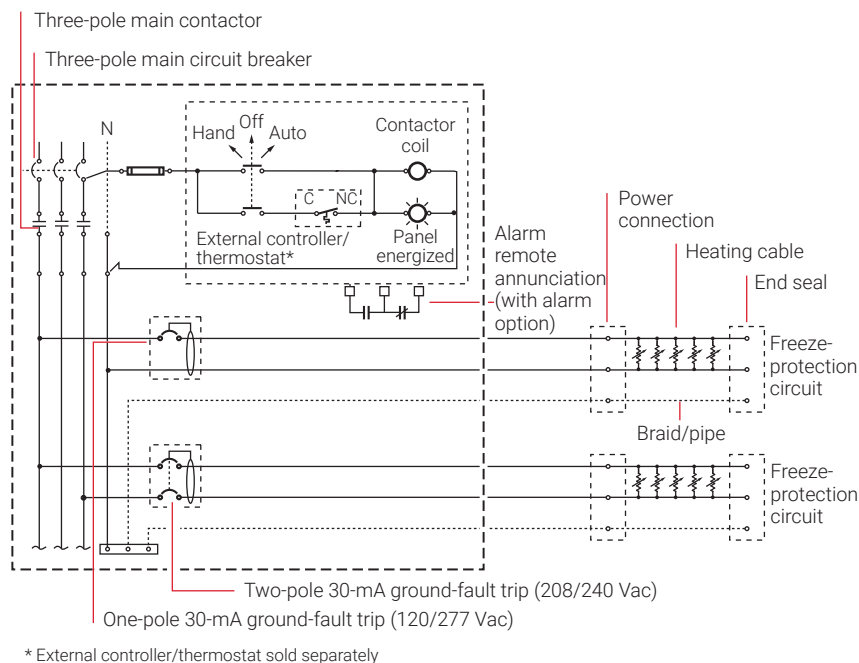 Three-pole main contactor
Three-pole main circuit breaker
N
Hand
Off
Auto
Contactor
coil
C
NC
External controller/
thermostat*
Panel
energized
Alarm
remote
annunciation
(with alarm
option)
Power
connection
Heating cable
End seal
Freeze-
protection
circuit
Braid/pipe
Freeze-
protection
circuit
Two-pole 30-mA ground-fault trip (208/240 Vac)
One-pole 30-mA ground-fault trip (120/277 Vac)
* External controller/thermostat sold separately